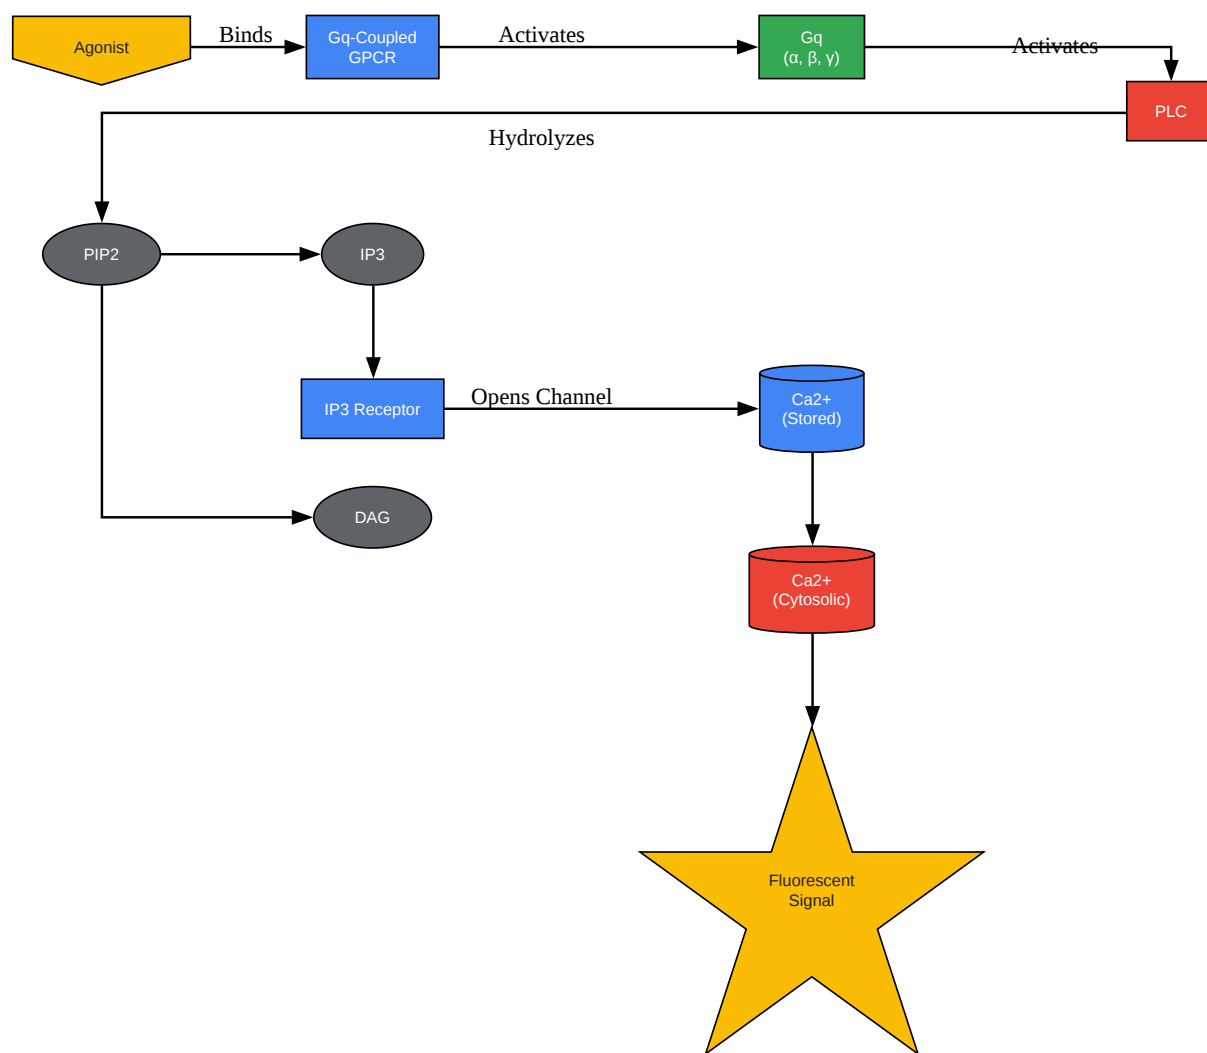 Agonist
Binds
Gq-Coupled
GPCR
Activates
Gq
(α, β, γ)
Activates
PLC
Hydrolyzes
PIP2
IP3
IP3 Receptor
Opens Channel
Ca2+
(Stored)
DAG
Ca2+
(Cytosolic)
Fluorescent
Signal